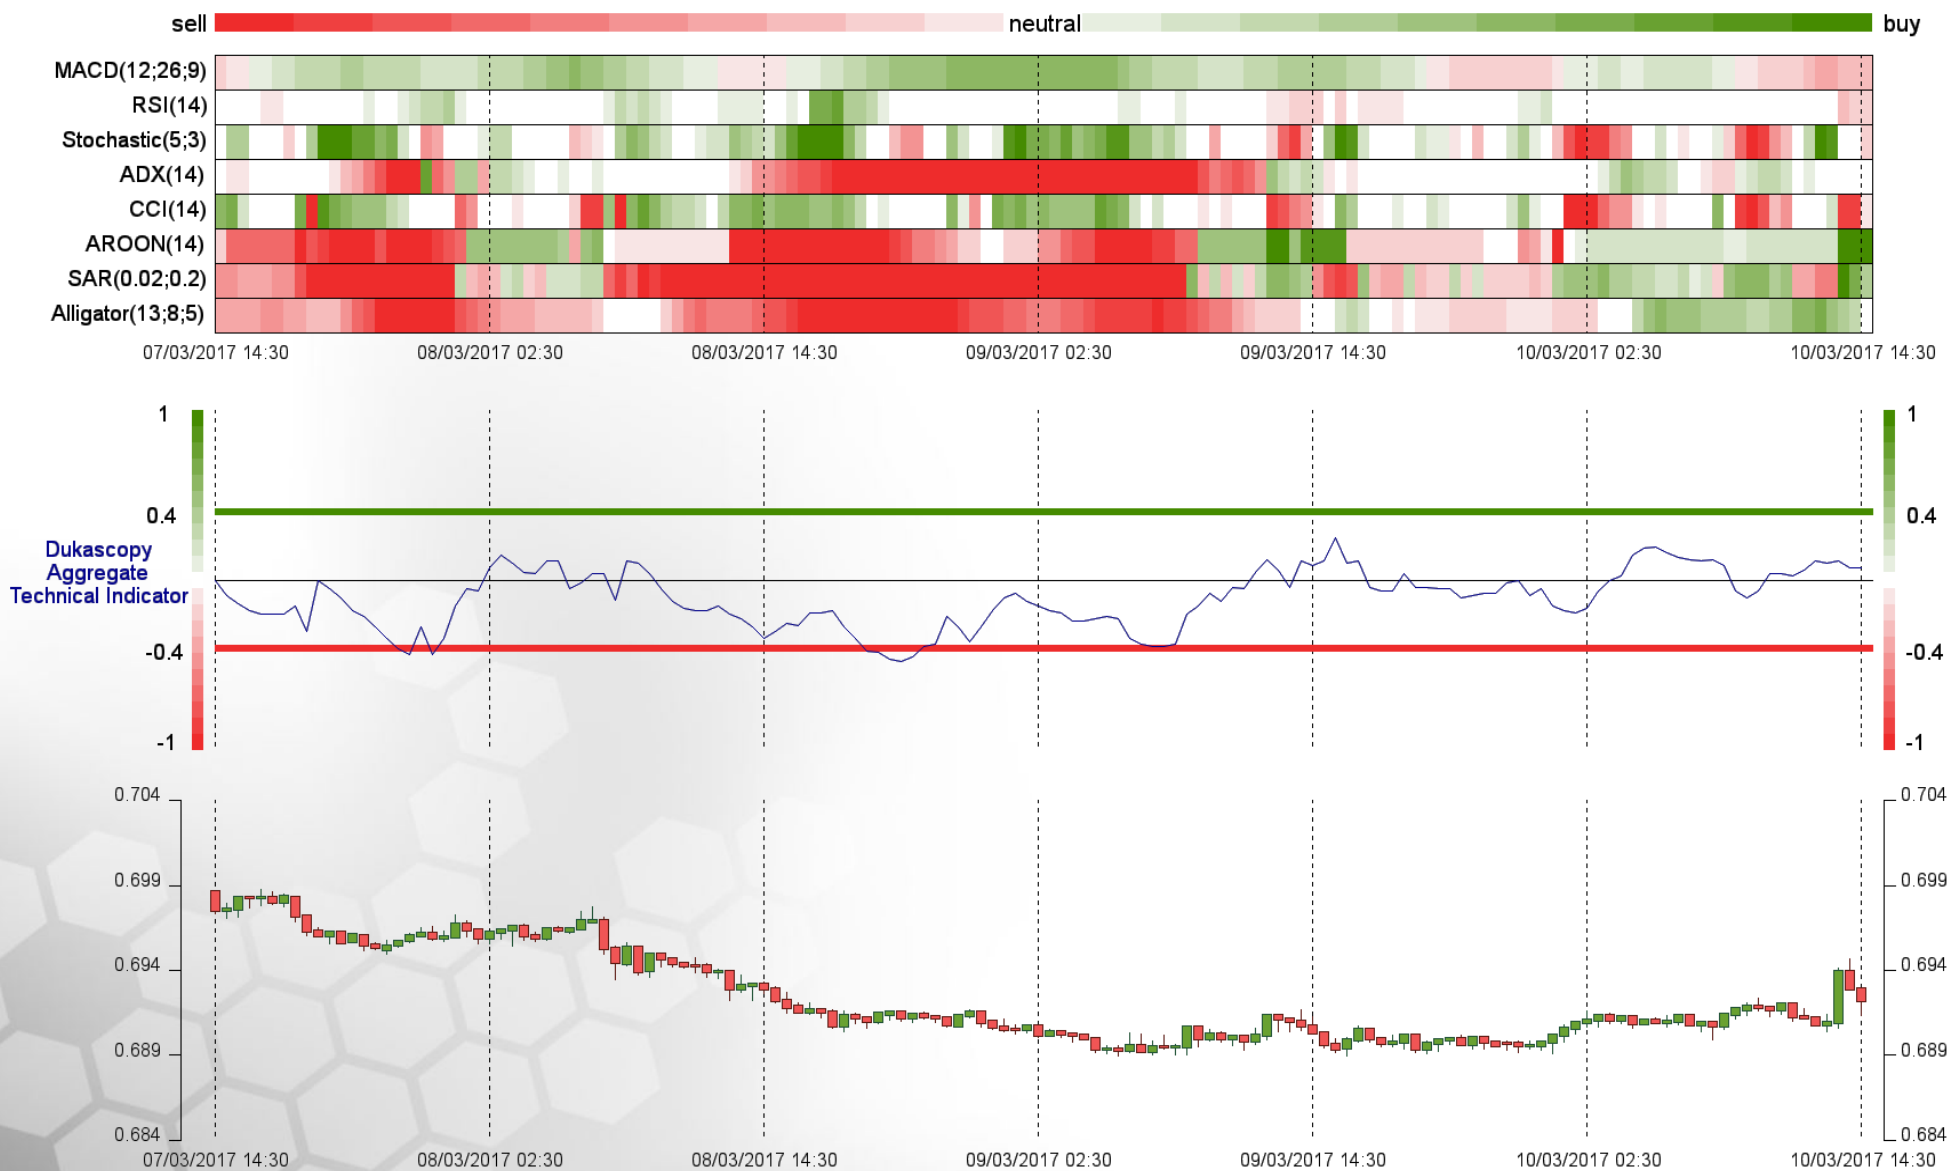 sell neutral buy
MACD(12;26;9)
RSI(14)
Stochastic(5;3)
ADX(14)
CCI(14)
AROON(14)
SAR(0.02;0.2)
Alligator(13;8;5)
07/03/2017 14:30 08/03/2017 02:30 08/03/2017 14:30 09/03/2017 02:30 09/03/2017 14:30 10/03/2017 02:30 10/03/2017 14:30
1 1
0.4 0.4
Dukascopy
Aggregate
Technical Indicator
-0.4 -0.4
-1 -1
0.704 0.704
0.699 0.699
0.694 0.694
0.689 0.689
0.684 0.684
07/03/2017 14:30 08/03/2017 02:30 08/03/2017 14:30 09/03/2017 02:30 09/03/2017 14:30 10/03/2017 02:30 10/03/2017 14:30